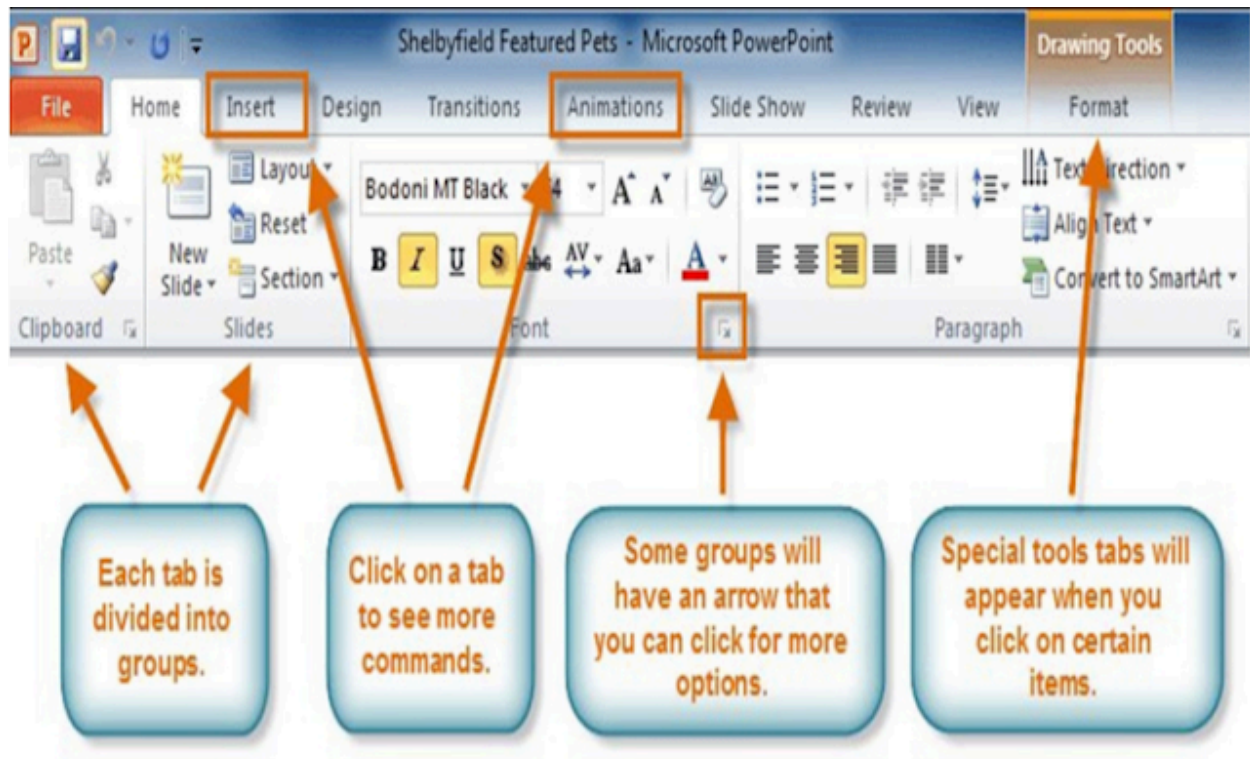 Shelbyfield Featured Pets - Microsoft PowerPoint
Drawing Tools
File Home Insert Design Transitions Animations Slide Show Review View Format
Paste
New
Slide
Layout
Reset
Section
Bodoni MT Black
B I U S abc AV Aa A
Text Direction
Align Text
Convert to SmartArt
Clipboard Slides Font Paragraph
Each tab is
divided into
groups.
Click on a tab
to see more
commands.
Some groups will
have an arrow that
you can click for more
options.
Special tools tabs will
appear when you
click on certain
items.